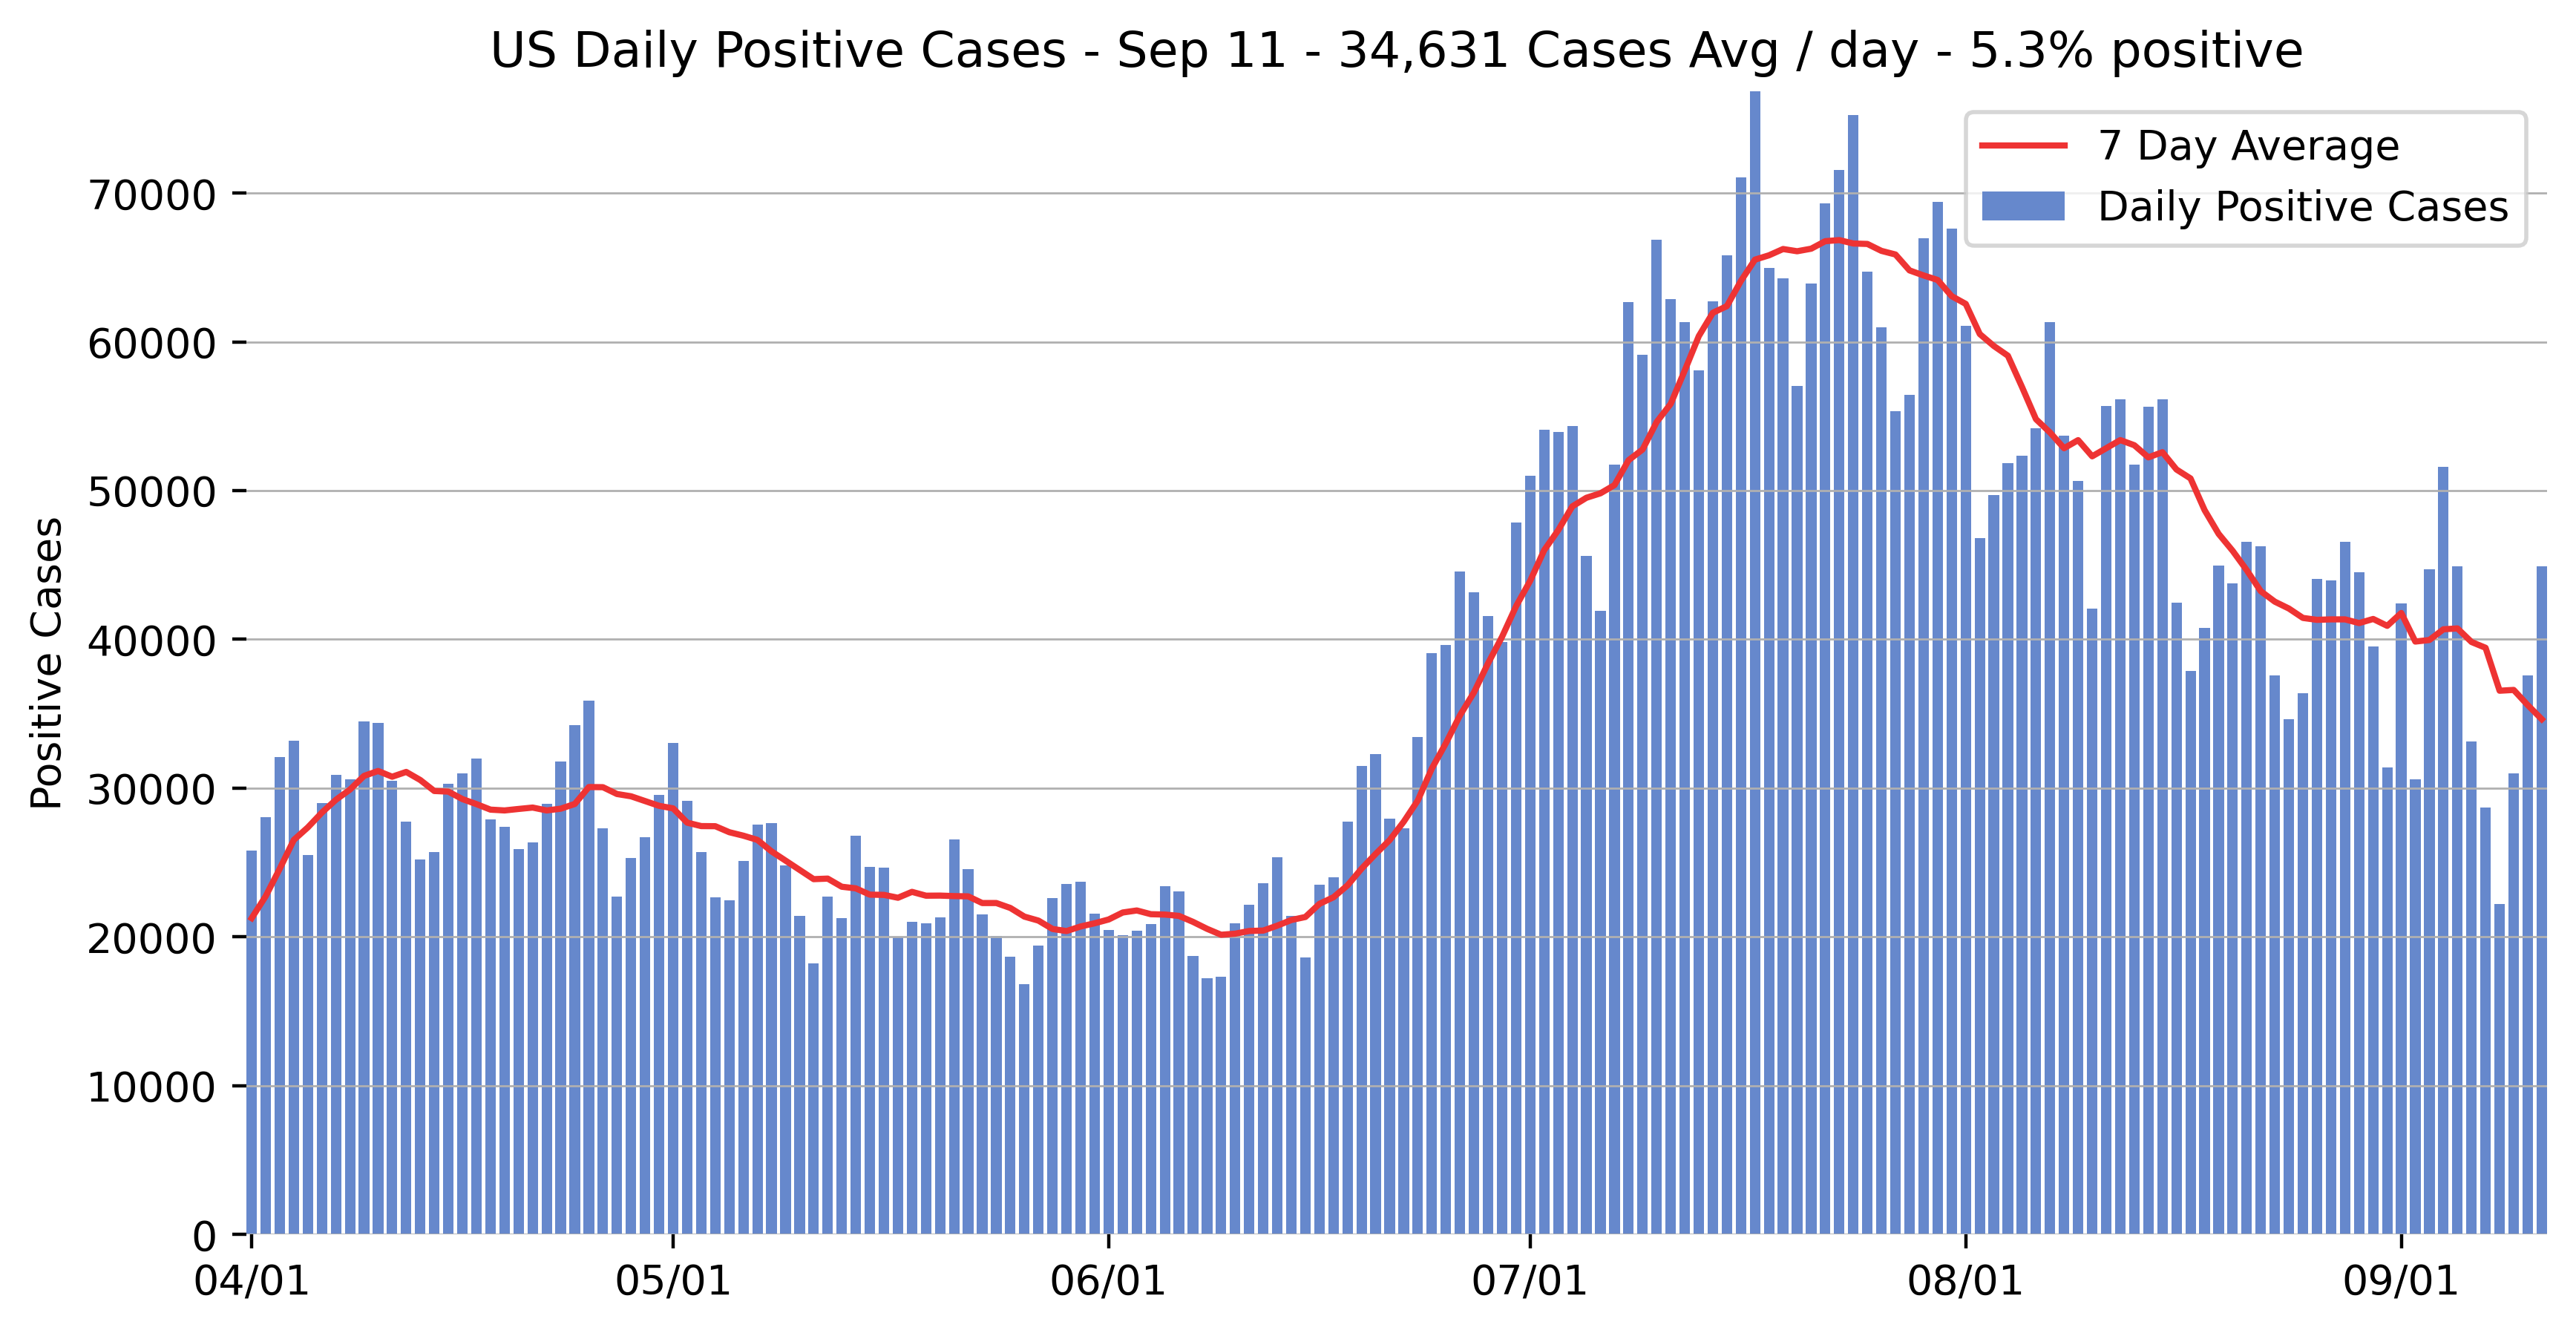 US Daily Positive Cases - Sep 11 - 34,631 Cases Avg / day - 5.3% positive
7 Day Average
Daily Positive Cases
Positive Cases
70000
60000
50000
40000
30000
20000
10000
0
04/01 05/01 06/01 07/01 08/01 09/01